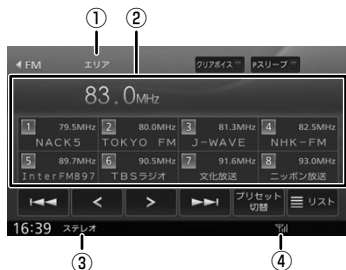 ① ②
FM エリア クリアボイス Pスリープ
83.0MHz
1 79.5MHz 2 80.0MHz 3 81.3MHz 4 82.5MHz
NACK5 TOKYO FM J-WAVE NHK-FM
5 89.7MHz 6 90.5MHz 7 91.6MHz 8 93.0MHz
InterFM897 TBSラジオ 文化放送 ニッポン放送
プリセット
切替 リスト
16:39 ステレオ
③ ④